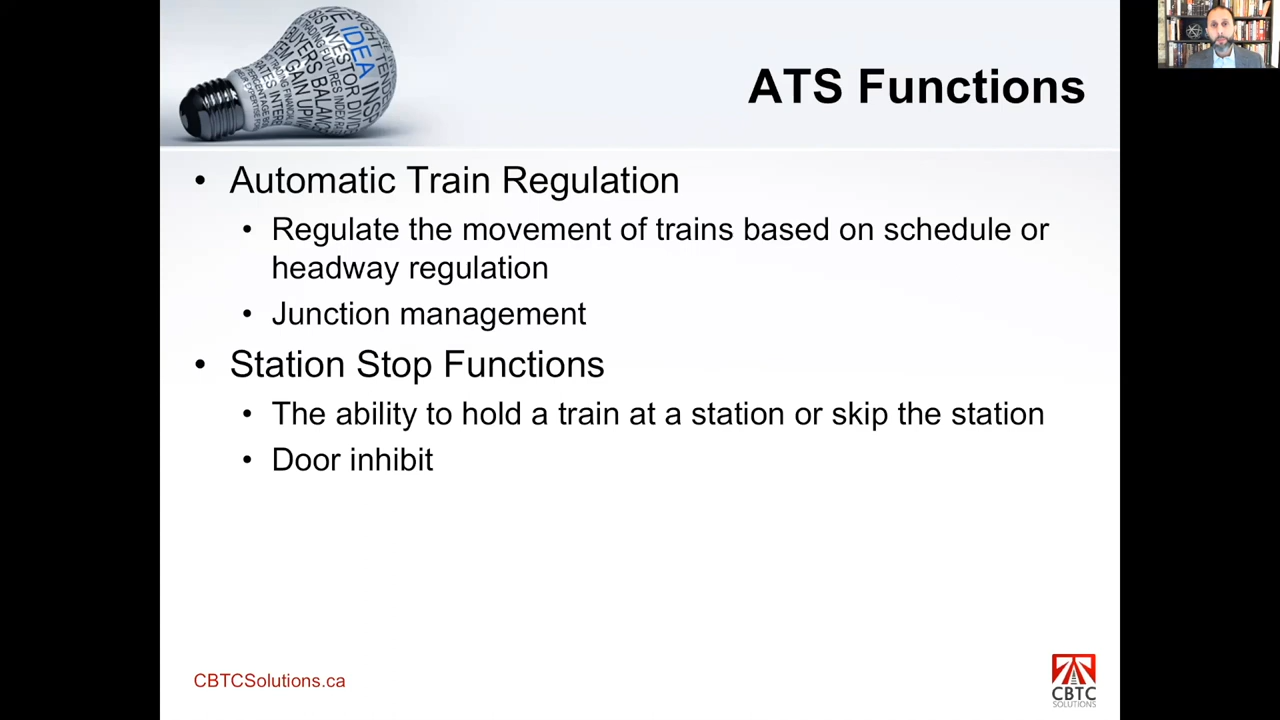 IDEA
ATS Functions
• Automatic Train Regulation
• Regulate the movement of trains based on schedule or
headway regulation
• Junction management
• Station Stop Functions
• The ability to hold a train at a station or skip the station
• Door inhibit
CBTCSolutions.ca
CBTC
SOLUTIONS